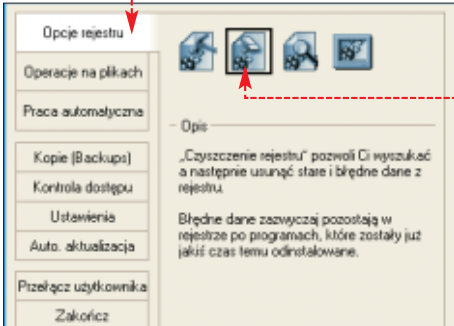 Opcje rejestru
Operacje na plikach
Praca automatyczna
Kopie (Backups)
Kontrola dostępu
Ustawienia
Auto. aktualizacja
Przełącz użytkownika
Zakończ
Opis
„Czyszczenie rejestru” pozwoli Ci wyszukać
a następnie usunąć stare i błędne dane z
rejestru.
Błędne dane zazwyczaj pozostają w
rejestrze po programach, które zostały już
jakiś czas temu odinstalowane.